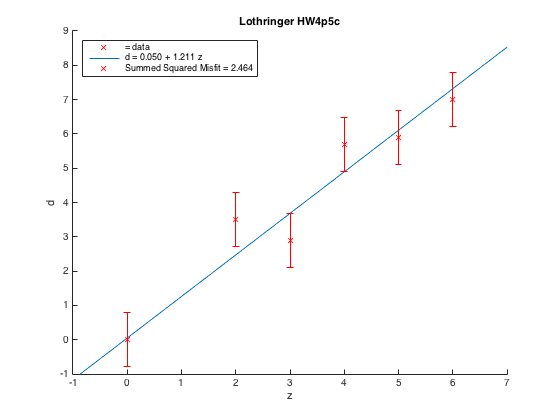 Lothringer HW4p5c
= data
d = 0.050 + 1.211 z
Summed Squared Misfit = 2.464
9
8
7
6
5
4
3
2
1
0
-1
d
-1 0 1 2 3 4 5 6 7
z